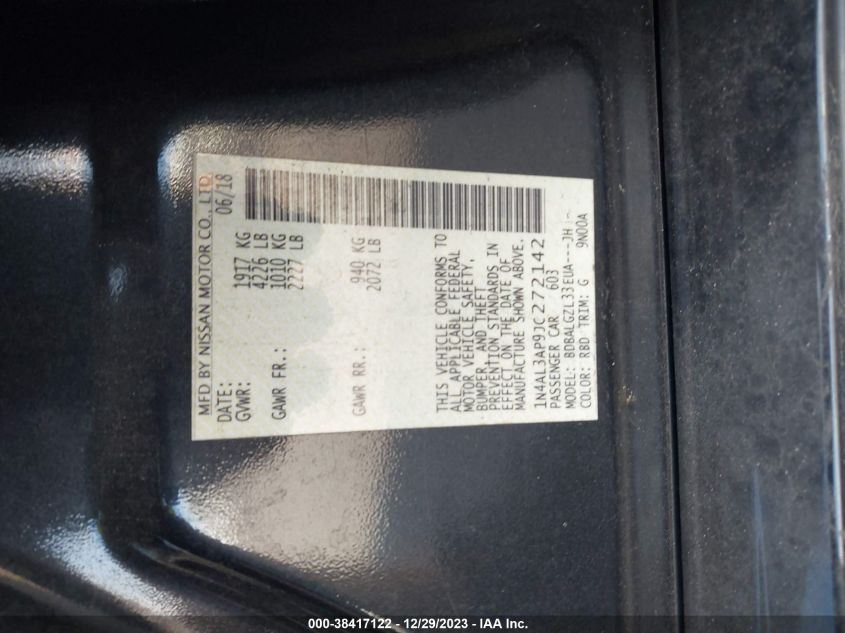 MFD BY NISSAN MOTOR CO., LTD.
DATE: 06/18
GVWR: 1917 KG
4226 LB
GAWR FR.: 1010 KG
2227 LB
GAWR RR.: 940 KG
2072 LB
THIS VEHICLE CONFORMS TO
ALL APPLICABLE FEDERAL
MOTOR VEHICLE SAFETY,
BUMPER, AND THEFT
PREVENTION STANDARDS IN
EFFECT ON THE DATE OF
MANUFACTURE SHOWN ABOVE.
1N4AL3AP9JC272142
PASSENGER CAR 603
MODEL: BDBALGZL33EUA---JH--
COLOR: RBD TRIM: G 9N00A
000-38417122 - 12/29/2023 - IAA Inc.